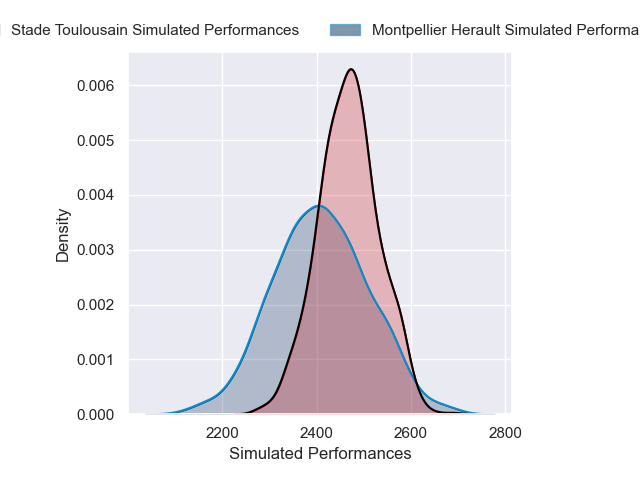 Stade Toulousain Simulated Performances
Montpellier Herault Simulated
0.006
0.005
0.004
0.003
0.002
0.001
0.000
Density
2200 2400 2600 2800
Simulated Performances